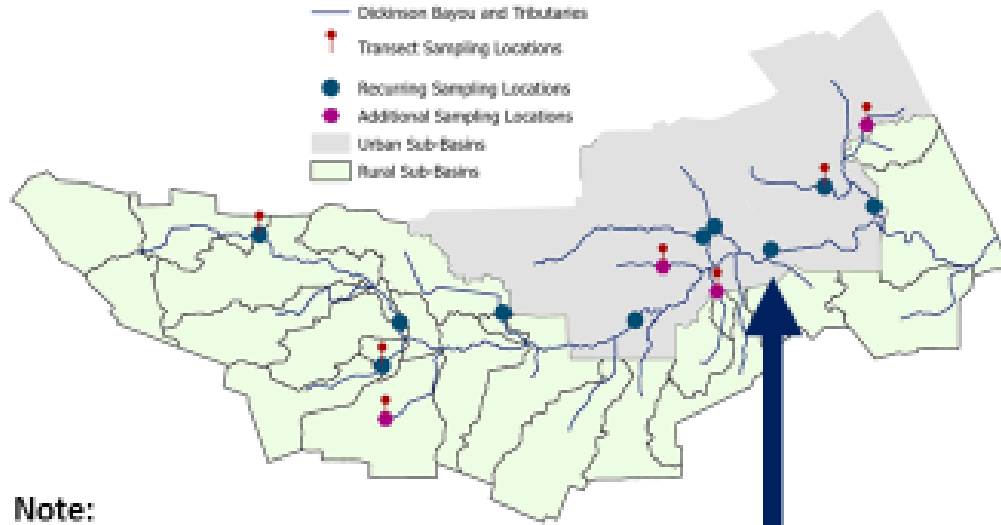 Dickinson Bayou and Tributaries
Transect Sampling Locations
Recurring Sampling Locations
Additional Sampling Locations
Urban Sub-Basins
Rural Sub-Basins
Note: